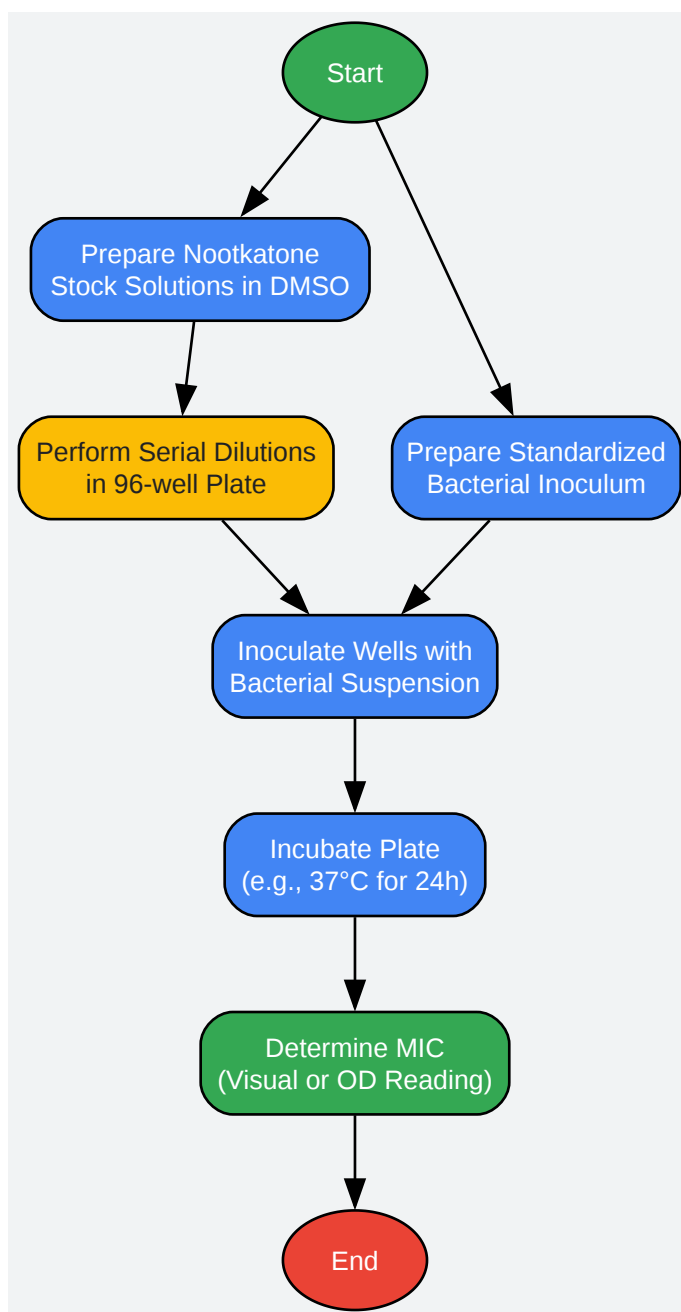 Start
Prepare Nootkatone
Stock Solutions in DMSO
Perform Serial Dilutions
in 96-well Plate
Prepare Standardized
Bacterial Inoculum
Inoculate Wells with
Bacterial Suspension
Incubate Plate
(e.g., 37°C for 24h)
Determine MIC
(Visual or OD Reading)
End